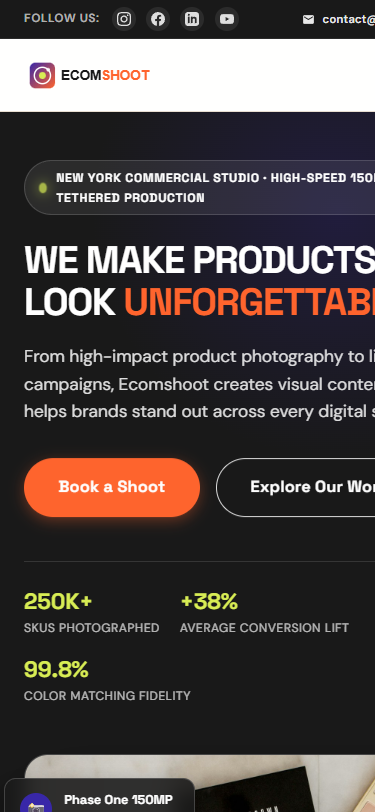 FOLLOW US:
contact@
ECOMSHOOT
NEW YORK COMMERCIAL STUDIO · HIGH-SPEED 150
TETHERED PRODUCTION
WE MAKE PRODUCTS
LOOK UNFORGETTAB
From high-impact product photography to li
campaigns, Ecomshoot creates visual conte
helps brands stand out across every digital s
Book a Shoot
Explore Our Wor
250K+
+38%
SKUS PHOTOGRAPHED
AVERAGE CONVERSION LIFT
99.8%
COLOR MATCHING FIDELITY
Phase One 150MP